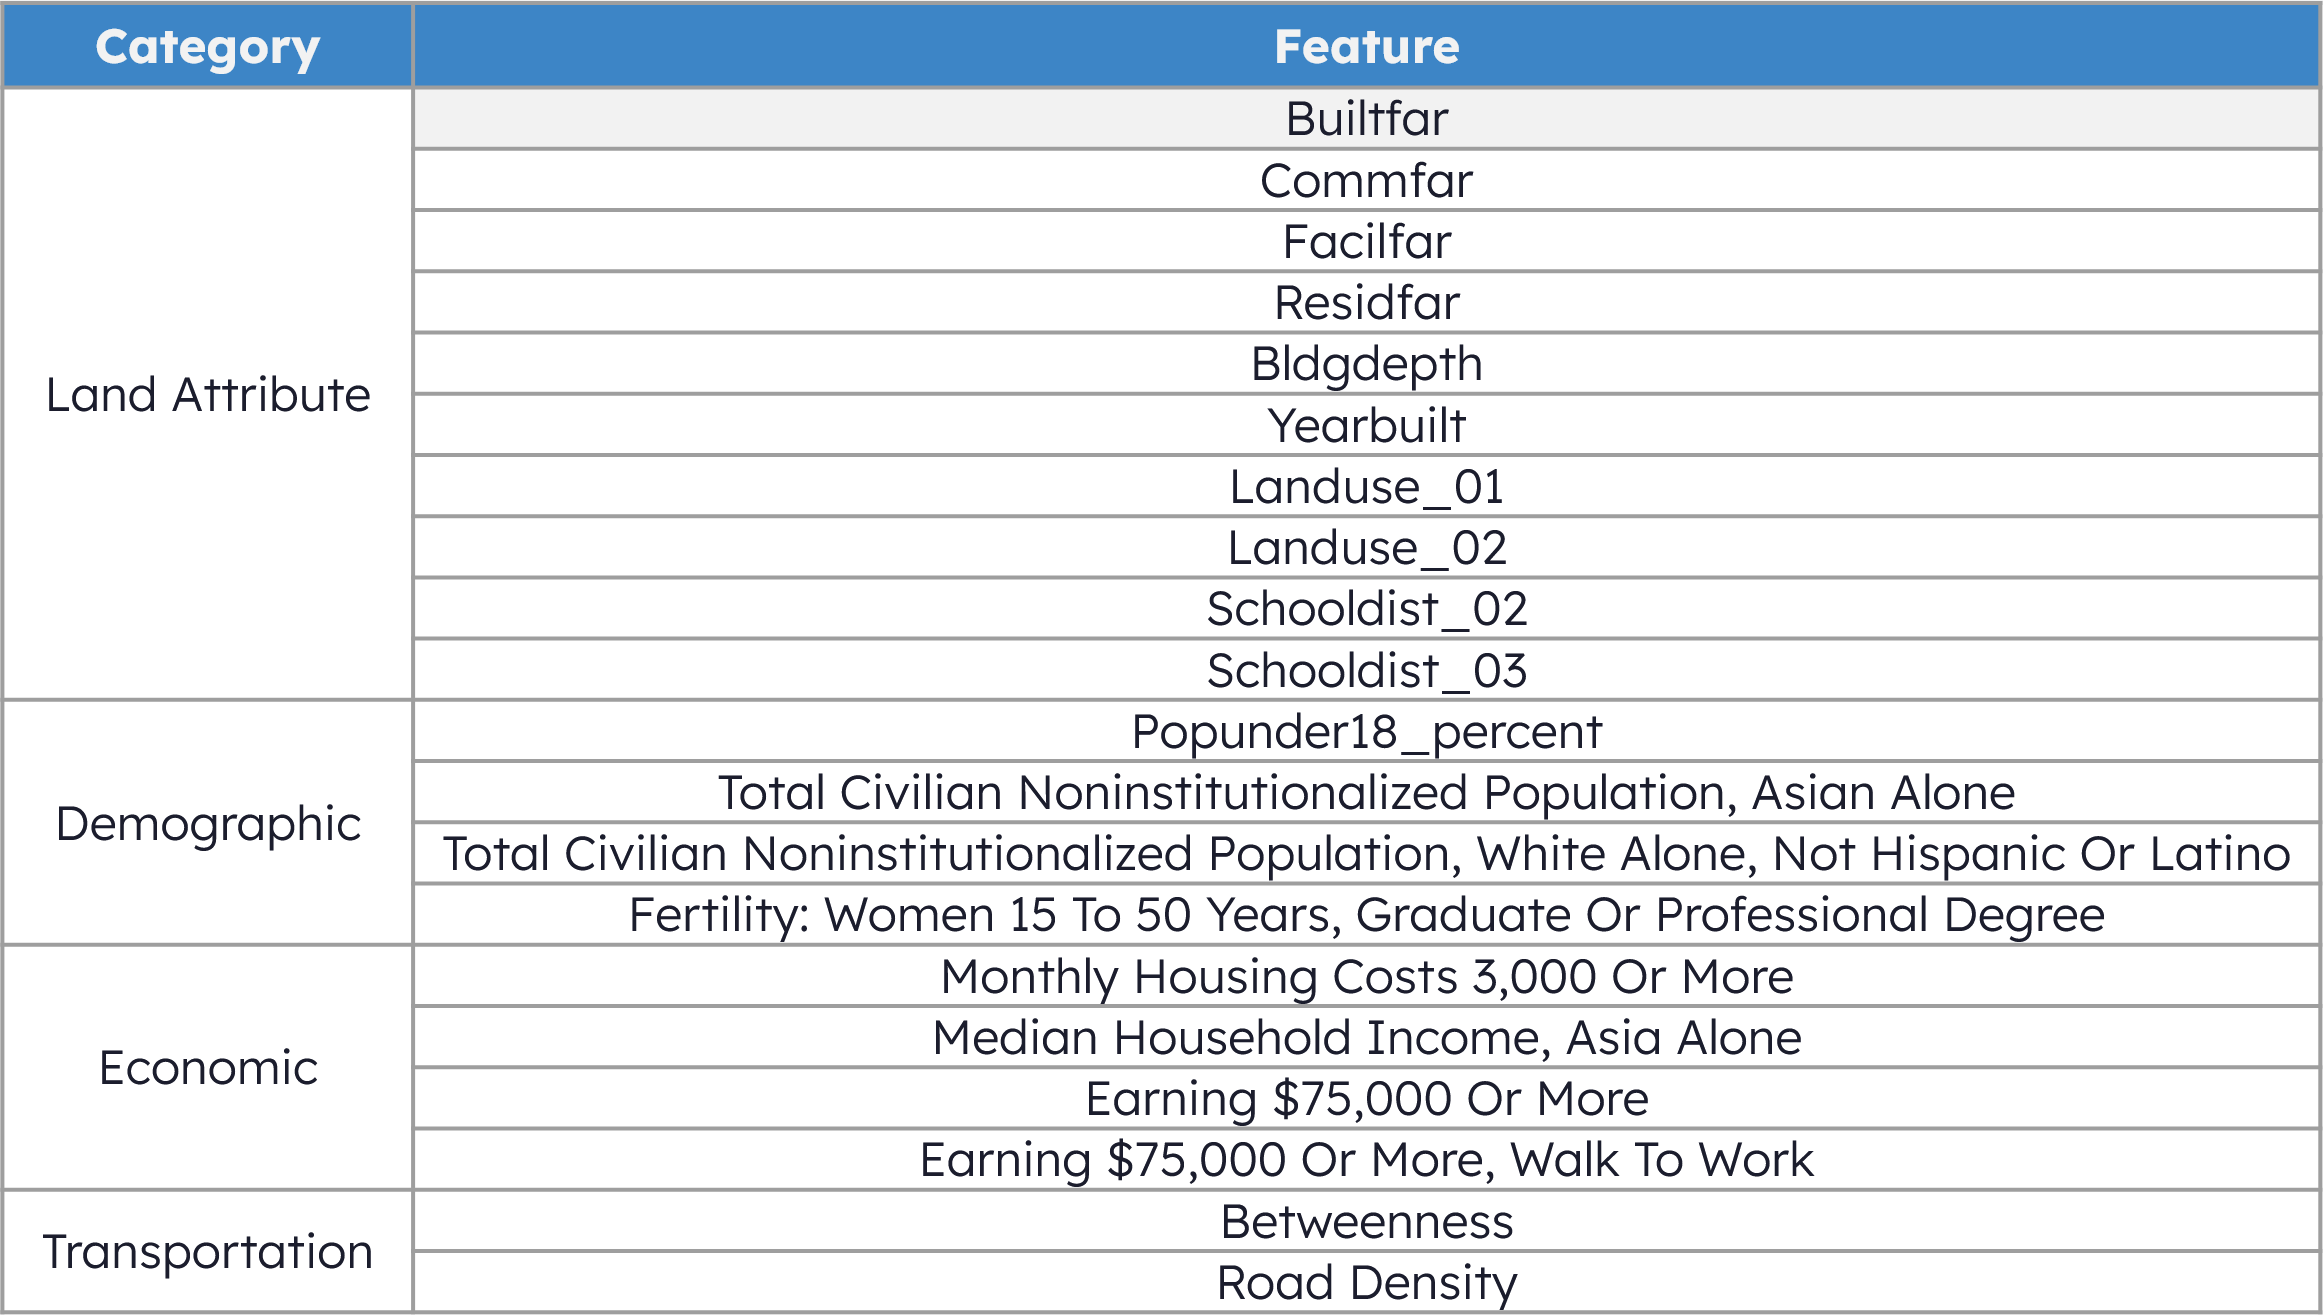 Category Feature
Land Attribute
Builtfar
Commfar
Facilfar
Residfar
Bldgdepth
Yearbuilt
Landuse_01
Landuse_02
Schooldist_02
Schooldist_03
Demographic
Popunder18_percent
Total Civilian Noninstitutionalized Population, Asian Alone
Total Civilian Noninstitutionalized Population, White Alone, Not Hispanic Or Latino
Fertility: Women 15 To 50 Years, Graduate Or Professional Degree
Economic
Monthly Housing Costs 3,000 Or More
Median Household Income, Asia Alone
Earning $75,000 Or More
Earning $75,000 Or More, Walk To Work
Transportation
Betweenness
Road Density